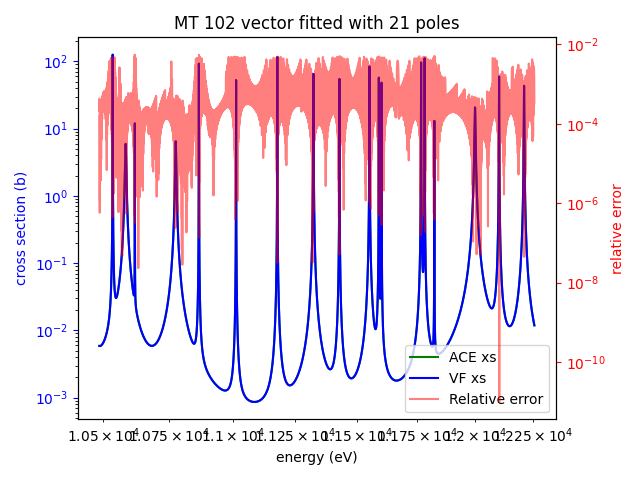 MT 102 vector fitted with 21 poles
10²
10¹
10⁰
10⁻¹
10⁻²
10⁻³
cross section (b)
10⁻²
10⁻⁴
10⁻⁶
10⁻⁸
10⁻¹⁰
relative error
ACE xs
VF xs
Relative error
1.05 × 10⁴ 1.075 × 10⁴ 1.1 × 10⁴ 1.125 × 10⁴ 1.15 × 10⁴ 1.175 × 10⁴ 1.2 × 10⁴ 1.225 × 10⁴
energy (eV)